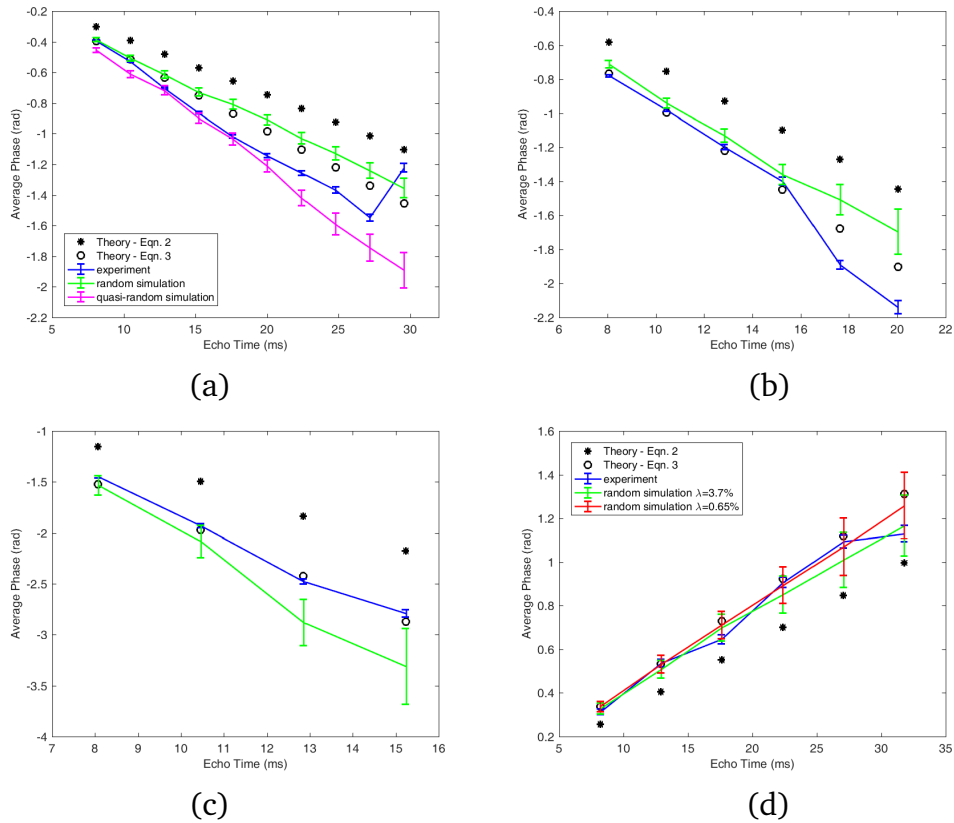 -0.4
-0.2
-0.4
-0.6
-0.8
-1
-1.2
-1.4
-1.6
-1.8
-2
-2.2
Average Phase (rad)
5 10 15 20 25 30
Echo Time (ms)
Theory - Eqn. 2
Theory - Eqn. 3
experiment
random simulation
quasi-random simulation
(a)
-0.4
-0.6
-0.8
-1
-1.2
-1.4
-1.6
-1.8
-2
-2.2
Average Phase (rad)
6 8 10 12 14 16 18 20 22
Echo Time (ms)
(b)
-1
-1.5
-2
-2.5
-3
-3.5
-4
Average Phase (rad)
7 8 9 10 11 12 13 14 15 16
Echo Time (ms)
(c)
1.6
1.4
1.2
1
0.8
0.6
0.4
0.2
Average Phase (rad)
5 10 15 20 25 30 35
Echo Time (ms)
Theory - Eqn. 2
Theory - Eqn. 3
experiment
random simulation λ=3.7%
random simulation λ=0.65%
(d)